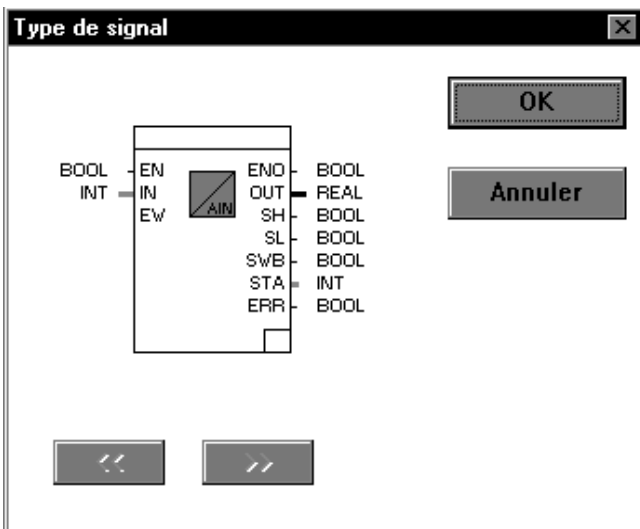 Type de signal
OK
BOOL EN ENO BOOL
INT IN OUT REAL
AIN
EW SH BOOL
Annuler
SL BOOL
SWB BOOL
STA INT
ERR BOOL
<< >>